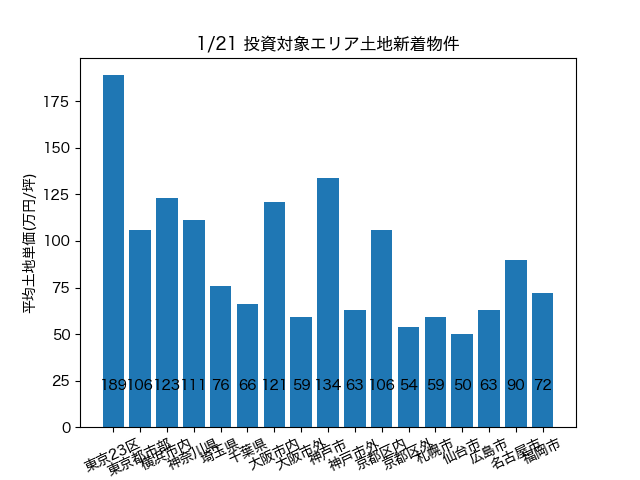 1/21 投資対象エリア土地新着物件
平均土地単価(万円/坪)
175
150
125
100
75
50
25
0
189 106 123 111 76 66 121 59 134 63 106 54 59 50 63 90 72
東京23区
東京都市部
横浜市内
神奈川県
埼玉県
千葉県
大阪市内
大阪市外
神戸市
神戸市外
京都区内
京都区外
札幌市
仙台市
広島市
名古屋市
福岡市